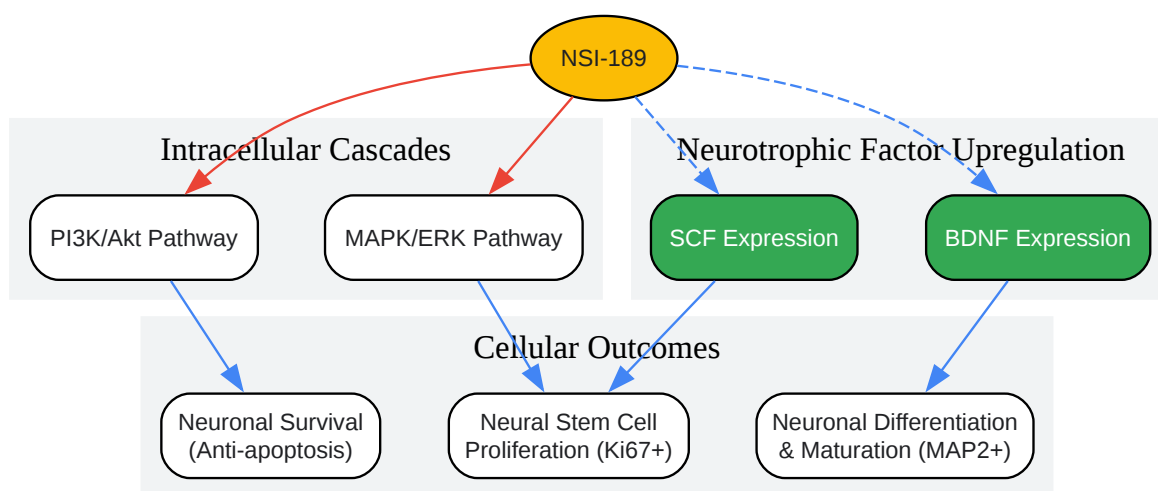 NSI-189
Intracellular Cascades
Neurotrophic Factor Upregulation
PI3K/Akt Pathway
MAPK/ERK Pathway
SCF Expression
BDNF Expression
Cellular Outcomes
Neuronal Survival
(Anti-apoptosis)
Neural Stem Cell
Proliferation (Ki67+)
Neuronal Differentiation
& Maturation (MAP2+)